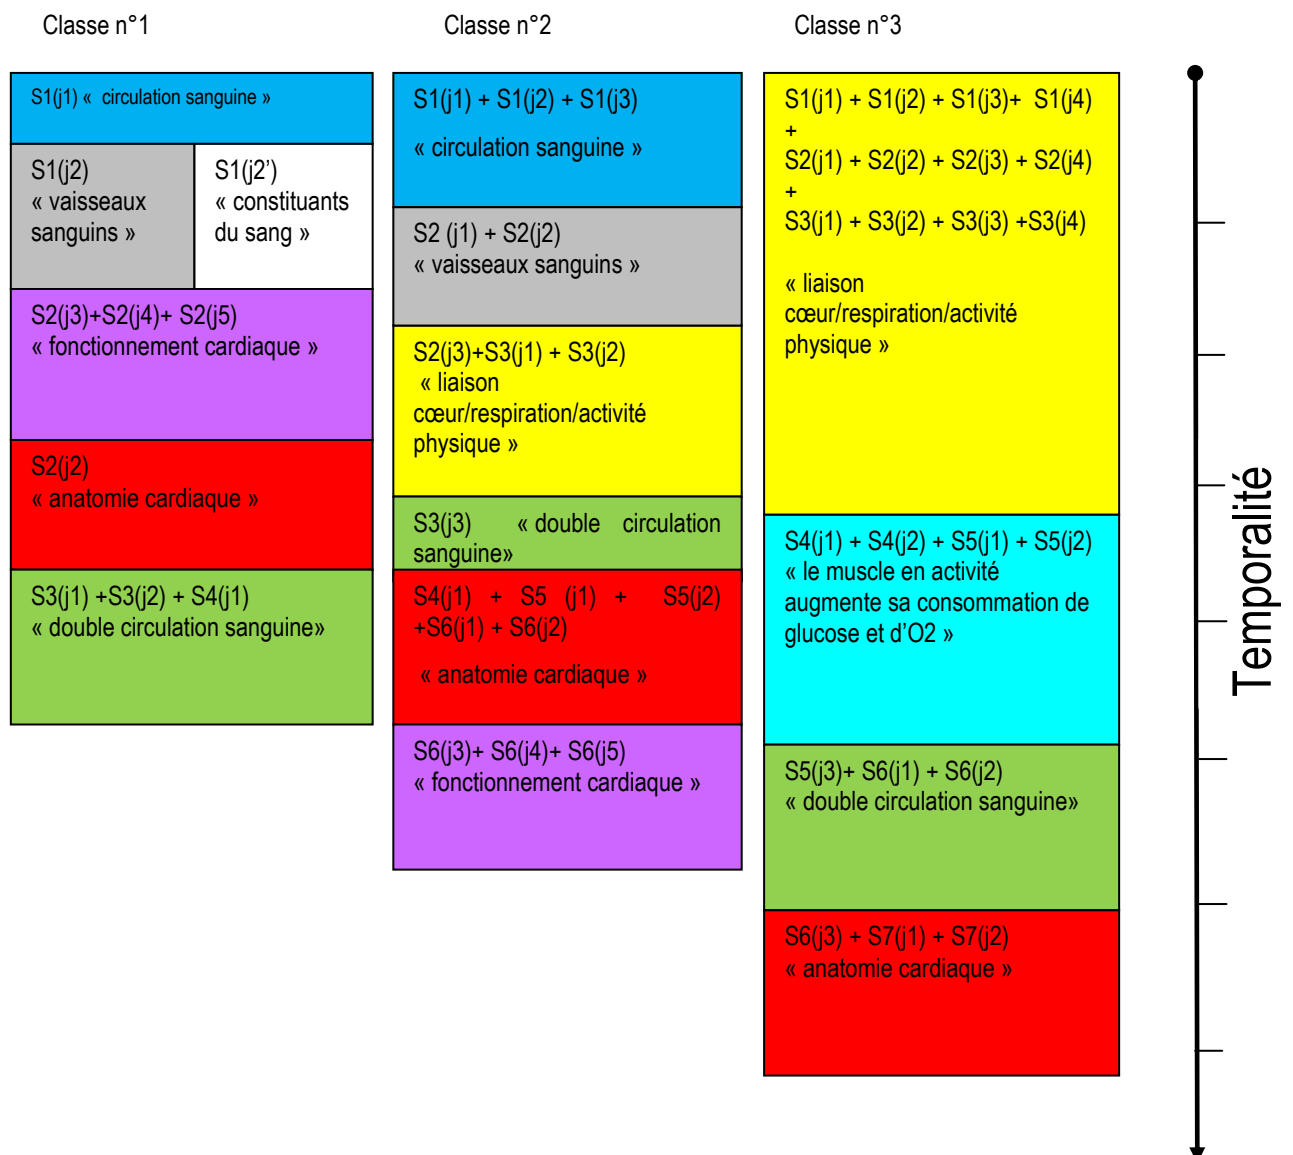 Classe n°1
S1(j1) « circulation sanguine »
S1(j2)
« vaisseaux
sanguins »
S1(j2’)
« constituants
du sang »
S2(j3)+S2(j4)+ S2(j5)
« fonctionnement cardiaque »
S2(j2)
« anatomie cardiaque »
S3(j1) +S3(j2) + S4(j1)
« double circulation sanguine»
Classe n°2
S1(j1) + S1(j2) + S1(j3)
« circulation sanguine »
S2 (j1) + S2(j2)
« vaisseaux sanguins »
S2(j3)+S3(j1) + S3(j2)
« liaison
cœur/respiration/activité
physique »
S3(j3) « double circulation
sanguine»
S4(j1) + S5 (j1) + S5(j2)
+S6(j1) + S6(j2)
« anatomie cardiaque »
S6(j3)+ S6(j4)+ S6(j5)
« fonctionnement cardiaque »
Classe n°3
S1(j1) + S1(j2) + S1(j3)+ S1(j4)
+
S2(j1) + S2(j2) + S2(j3) + S2(j4)
+
S3(j1) + S3(j2) + S3(j3) +S3(j4)
« liaison
cœur/respiration/activité
physique »
S4(j1) + S4(j2) + S5(j1) + S5(j2)
« le muscle en activité
augmente sa consommation de
glucose et d’O2 »
S5(j3)+ S6(j1) + S6(j2)
« double circulation sanguine»
S6(j3) + S7(j1) + S7(j2)
« anatomie cardiaque »
Temporalité